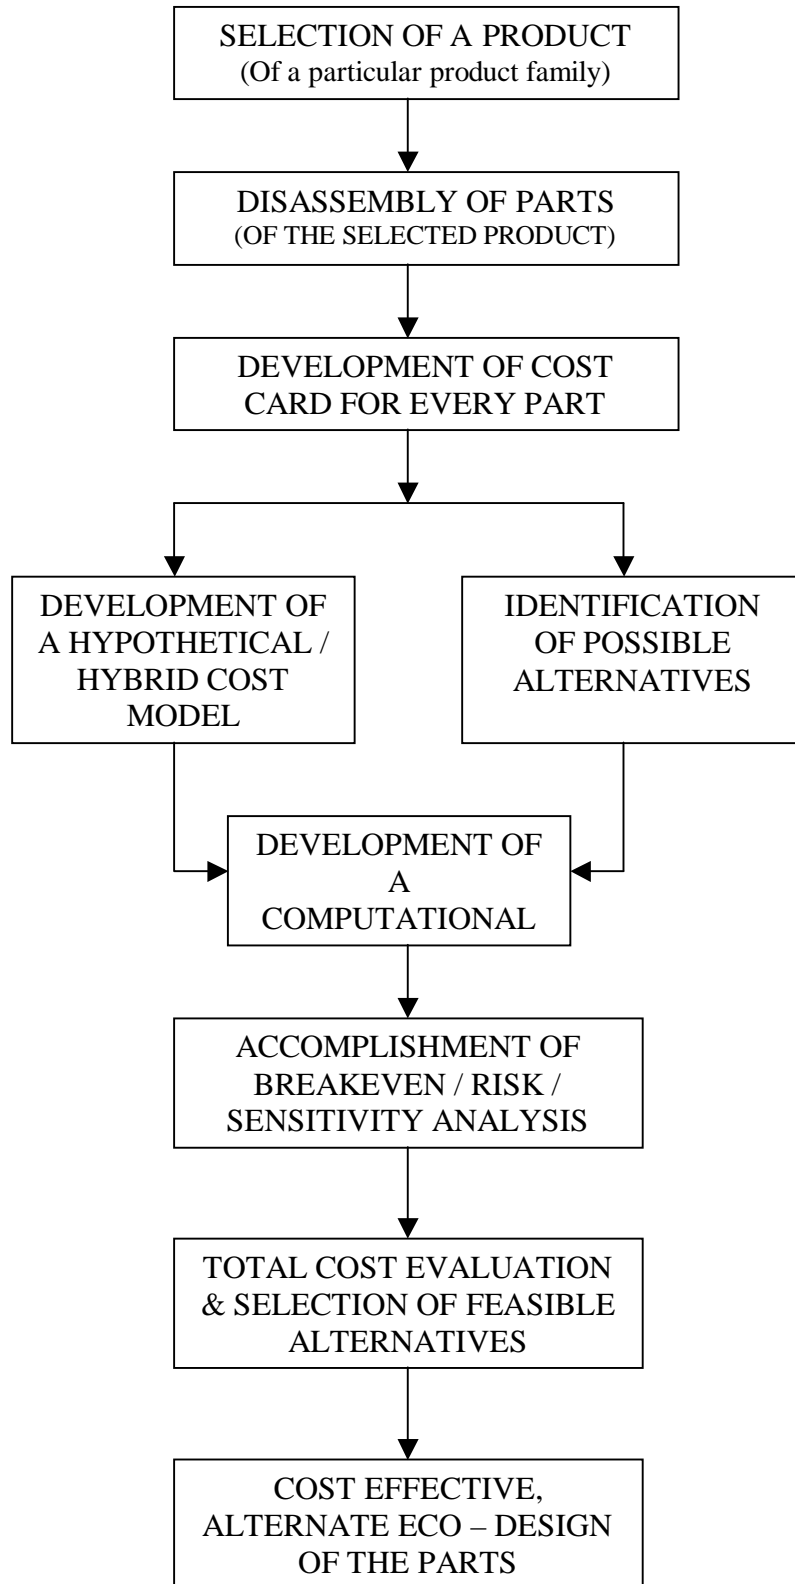 SELECTION OF A PRODUCT
(Of a particular product family)
DISASSEMBLY OF PARTS
(OF THE SELECTED PRODUCT)
DEVELOPMENT OF COST
CARD FOR EVERY PART
DEVELOPMENT OF
A HYPOTHETICAL /
HYBRID COST
MODEL
IDENTIFICATION
OF POSSIBLE
ALTERNATIVES
DEVELOPMENT OF
A
COMPUTATIONAL
ACCOMPLISHMENT OF
BREAKEVEN / RISK /
SENSITIVITY ANALYSIS
TOTAL COST EVALUATION
& SELECTION OF FEASIBLE
ALTERNATIVES
COST EFFECTIVE,
ALTERNATE ECO – DESIGN
OF THE PARTS